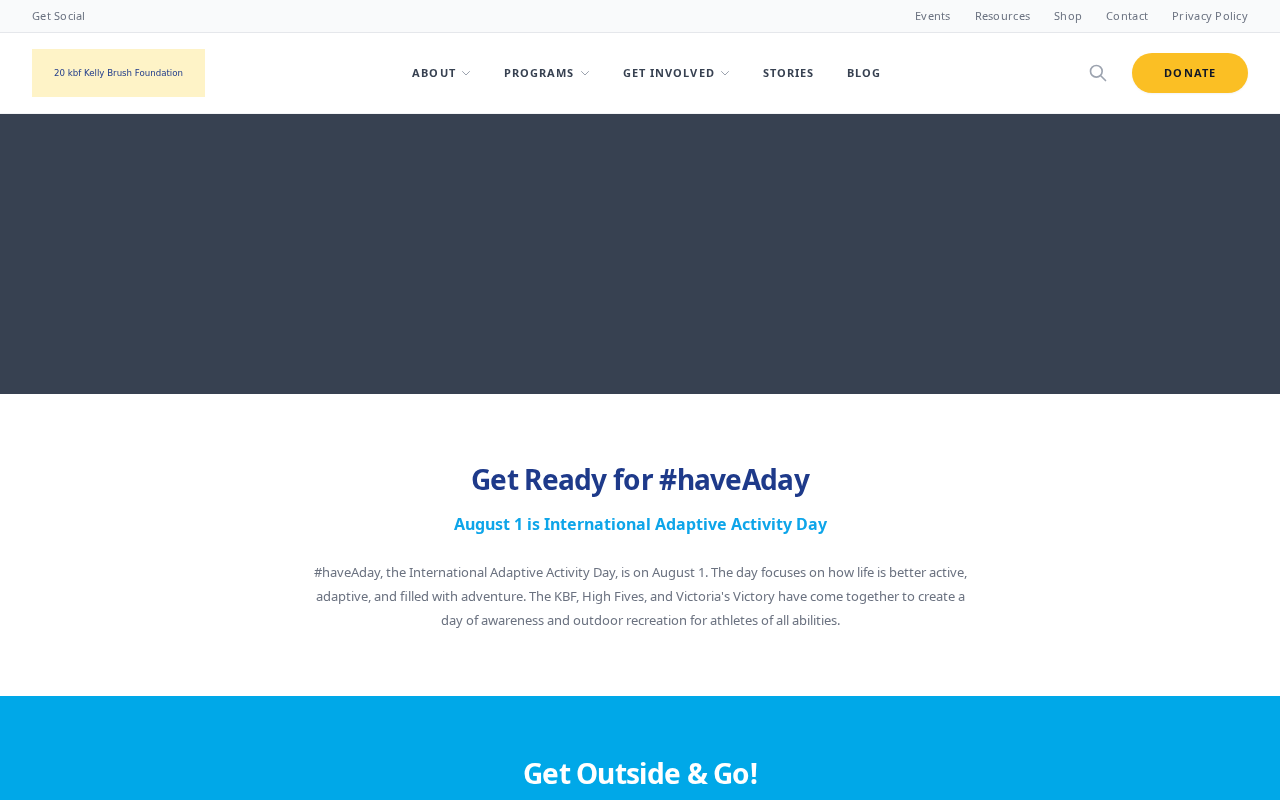 Get Social
Events Resources Shop Contact Privacy Policy
20 kbf Kelly Brush Foundation
ABOUT PROGRAMS GET INVOLVED STORIES BLOG
DONATE
Get Ready for #haveAday
August 1 is International Adaptive Activity Day
#haveAday, the International Adaptive Activity Day, is on August 1. The day focuses on how life is better active,
adaptive, and filled with adventure. The KBF, High Fives, and Victoria's Victory have come together to create a
day of awareness and outdoor recreation for athletes of all abilities.
Get Outside & Go!